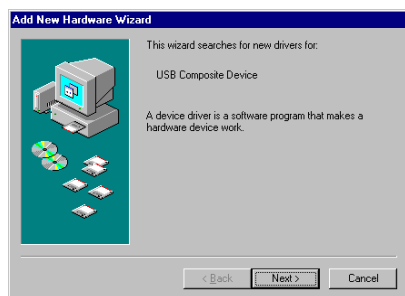 Add New Hardware Wizard
This wizard searches for new drivers for:
USB Composite Device
A device driver is a software program that makes a
hardware device work.
< Back
Next >
Cancel